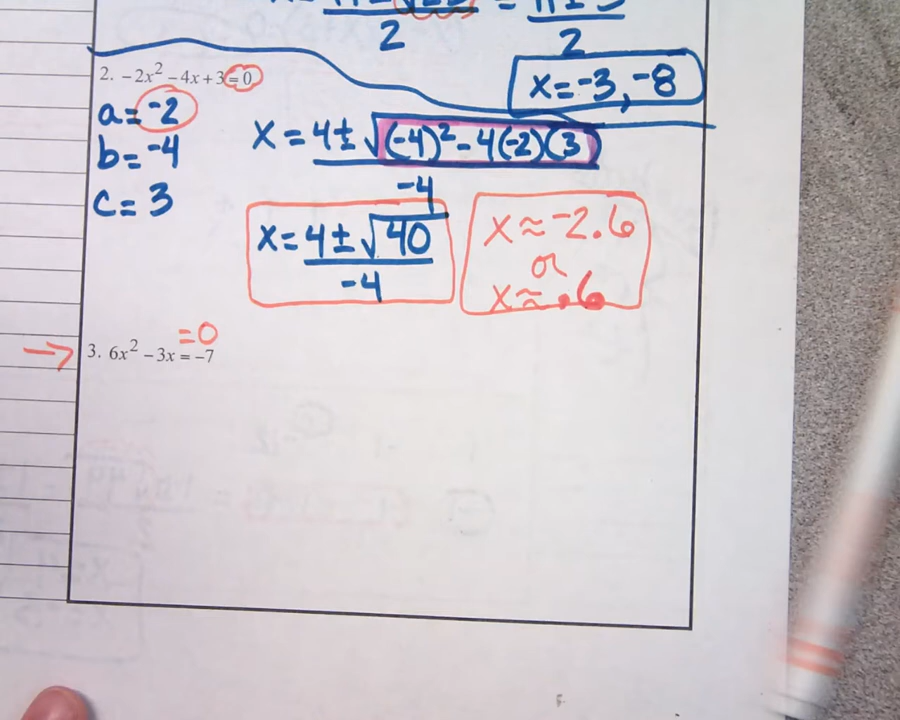 2
2
x=-3,-8
2. −2x² − 4x + 3 = 0
a=-2
b=-4
c=3
x=4±√(-4)²-4(-2)(3)
-4
x=4±√40
-4
x≈-2.6
or
x≈.6
=0
→ 3. 6x² − 3x = −7